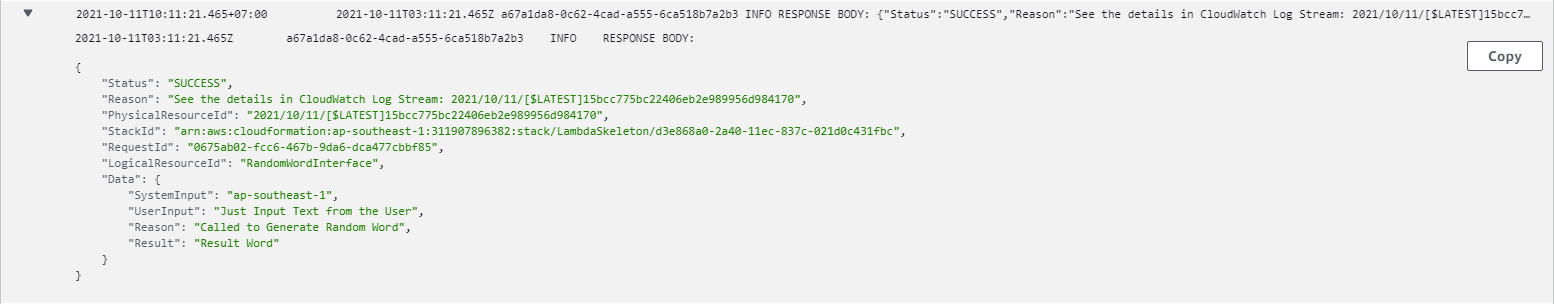 2021-10-11T10:11:21.465+07:00 2021-10-11T03:11:21.465Z a67a1da8-0c62-4cad-a555-6ca518b7a2b3 INFO RESPONSE BODY: {"Status":"SUCCESS","Reason":"See the details in CloudWatch Log Stream: 2021/10/11/[$LATEST]15bcc7…
2021-10-11T03:11:21.465Z a67a1da8-0c62-4cad-a555-6ca518b7a2b3 INFO RESPONSE BODY:
Copy
{
"Status": "SUCCESS",
"Reason": "See the details in CloudWatch Log Stream: 2021/10/11/[$LATEST]15bcc775bc22406eb2e989956d984170",
"PhysicalResourceId": "2021/10/11/[$LATEST]15bcc775bc22406eb2e989956d984170",
"StackId": "arn:aws:cloudformation:ap-southeast-1:311907896382:stack/LambdaSkeleton/d3e868a0-2a40-11ec-837c-021d0c431fbc",
"RequestId": "0675ab02-fcc6-467b-9da6-dca477cbbf85",
"LogicalResourceId": "RandomWordInterface",
"Data": {
"SystemInput": "ap-southeast-1",
"UserInput": "Just Input Text from the User",
"Reason": "Called to Generate Random Word",
"Result": "Result Word"
}
}